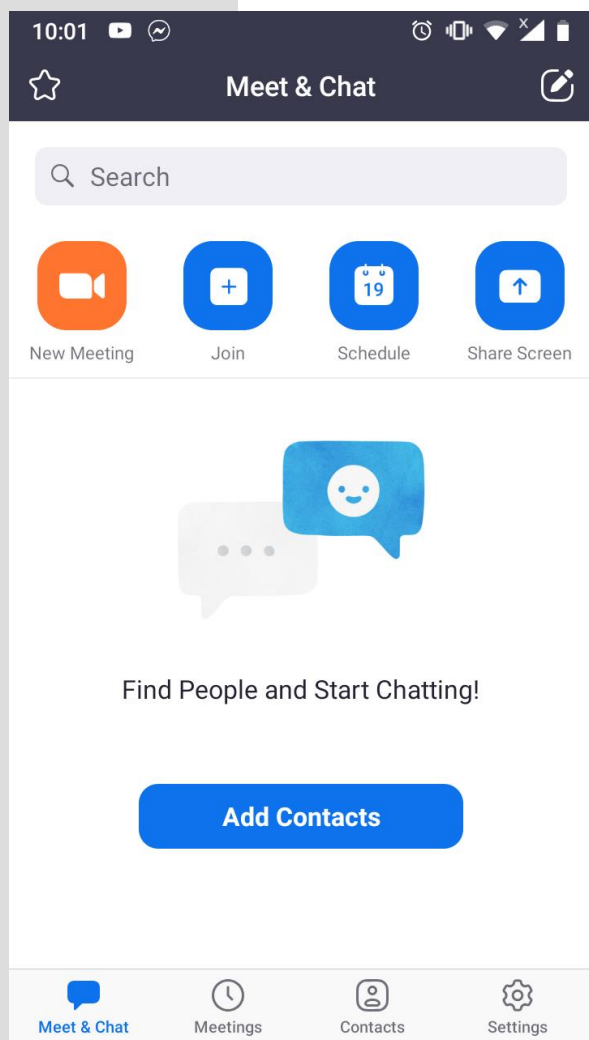 10:01
Meet & Chat
Search
19
New Meeting Join Schedule Share Screen
Find People and Start Chatting!
Add Contacts
Meet & Chat Meetings Contacts Settings